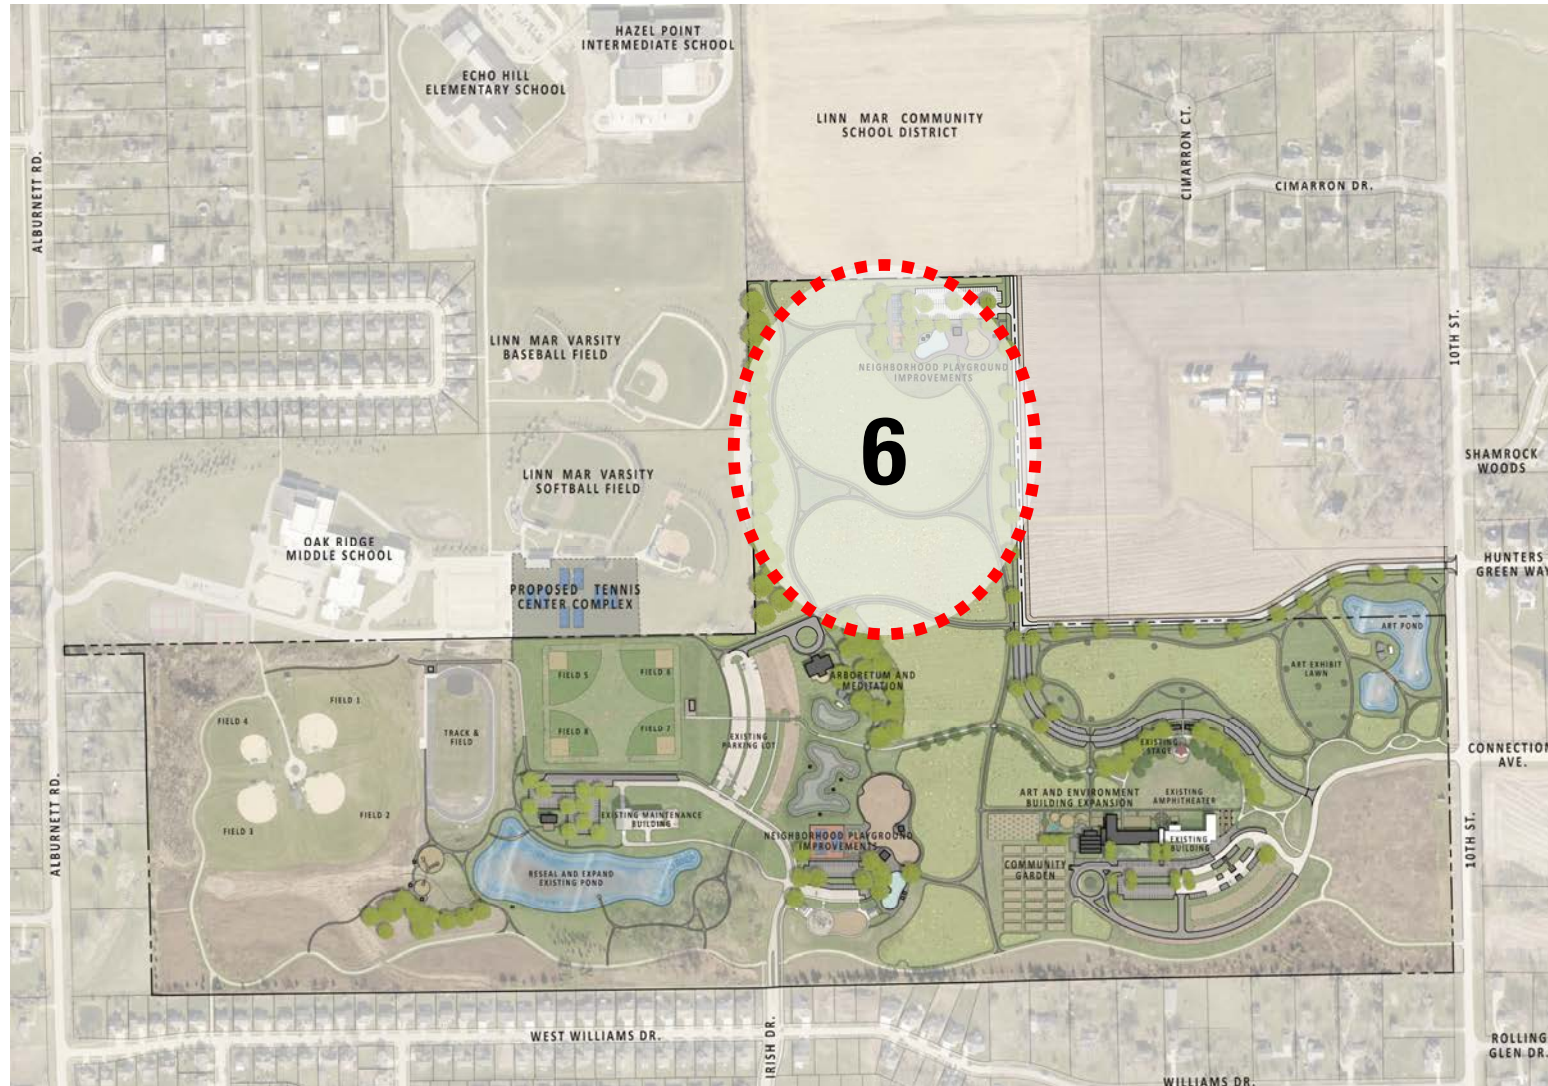 HAZEL POINT
INTERMEDIATE SCHOOL
ECHO HILL
ELEMENTARY SCHOOL
LINN MAR COMMUNITY
SCHOOL DISTRICT
CIMARRON CT.
CIMARRON DR.
ALBURNETT RD.
10TH ST.
LINN MAR VARSITY
BASEBALL FIELD
NEIGHBORHOOD PLAYGROUND
IMPROVEMENTS
6
LINN MAR VARSITY
SOFTBALL FIELD
SHAMROCK
WOODS
OAK RIDGE
MIDDLE SCHOOL
HUNTERS
GREEN WAY
PROPOSED TENNIS
CENTER COMPLEX
ART POND
ART EXHIBIT
LAWN
ARBORETUM AND
MEDITATION
FIELD 5
FIELD 6
FIELD 1
FIELD 4
TRACK &
FIELD
FIELD 8
FIELD 7
EXISTING
PARKING LOT
EXISTING
STAGE
CONNECTION
AVE.
ART AND ENVIRONMENT
BUILDING EXPANSION
EXISTING
AMPHITHEATER
ALBURNETT RD.
FIELD 3
FIELD 2
EXISTING MAINTENANCE
BUILDING
NEIGHBORHOOD PLAYGROUND
IMPROVEMENTS
EXISTING
BUILDING
10TH ST.
COMMUNITY
GARDEN
RESEAL AND EXPAND
EXISTING POND
WEST WILLIAMS DR.
IRISH DR.
ROLLING
GLEN DR.
WILLIAMS DR.